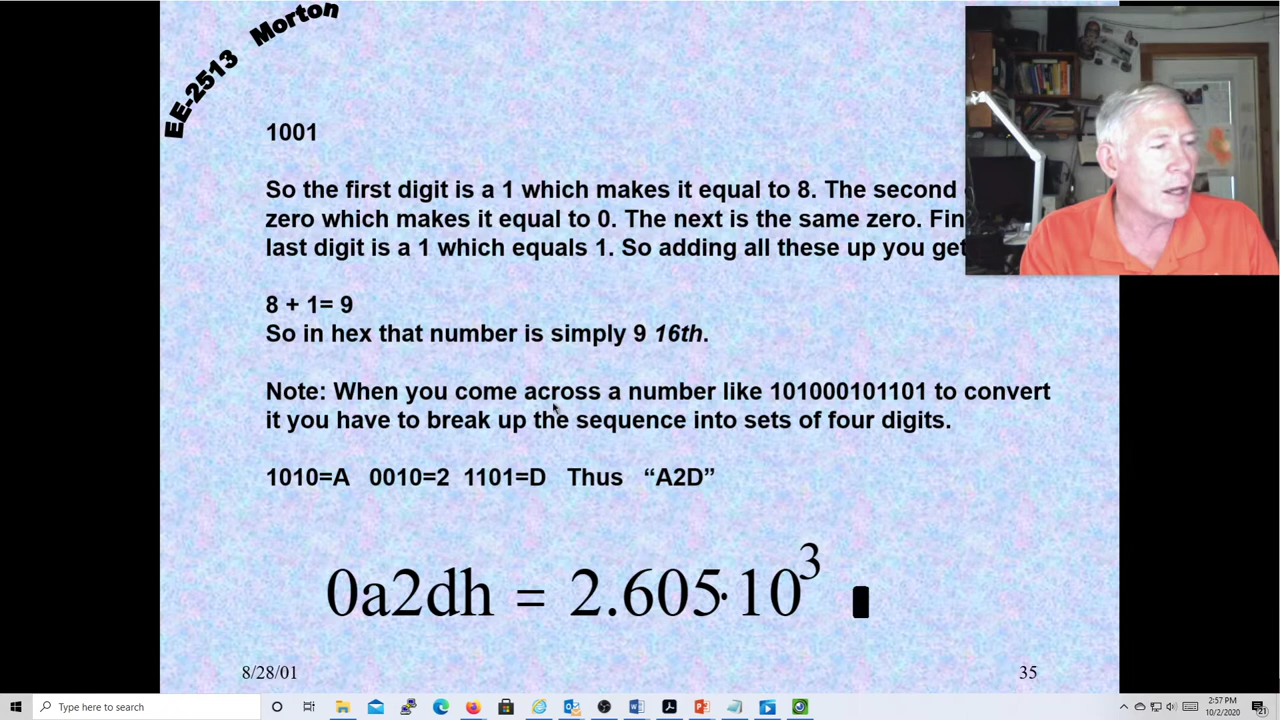 EE-2513 Morton
1001
So the first digit is a 1 which makes it equal to 8. The second
zero which makes it equal to 0. The next is the same zero. Fin
last digit is a 1 which equals 1. So adding all these up you get
8 + 1= 9
So in hex that number is simply 9 16th.
Note: When you come across a number like 101000101101 to convert
it you have to break up the sequence into sets of four digits.
1010=A 0010=2 1101=D Thus “A2D”
0a2dh = 2.605·10³
8/28/01
35
Type here to search
2:57 PM
10/2/2020
21